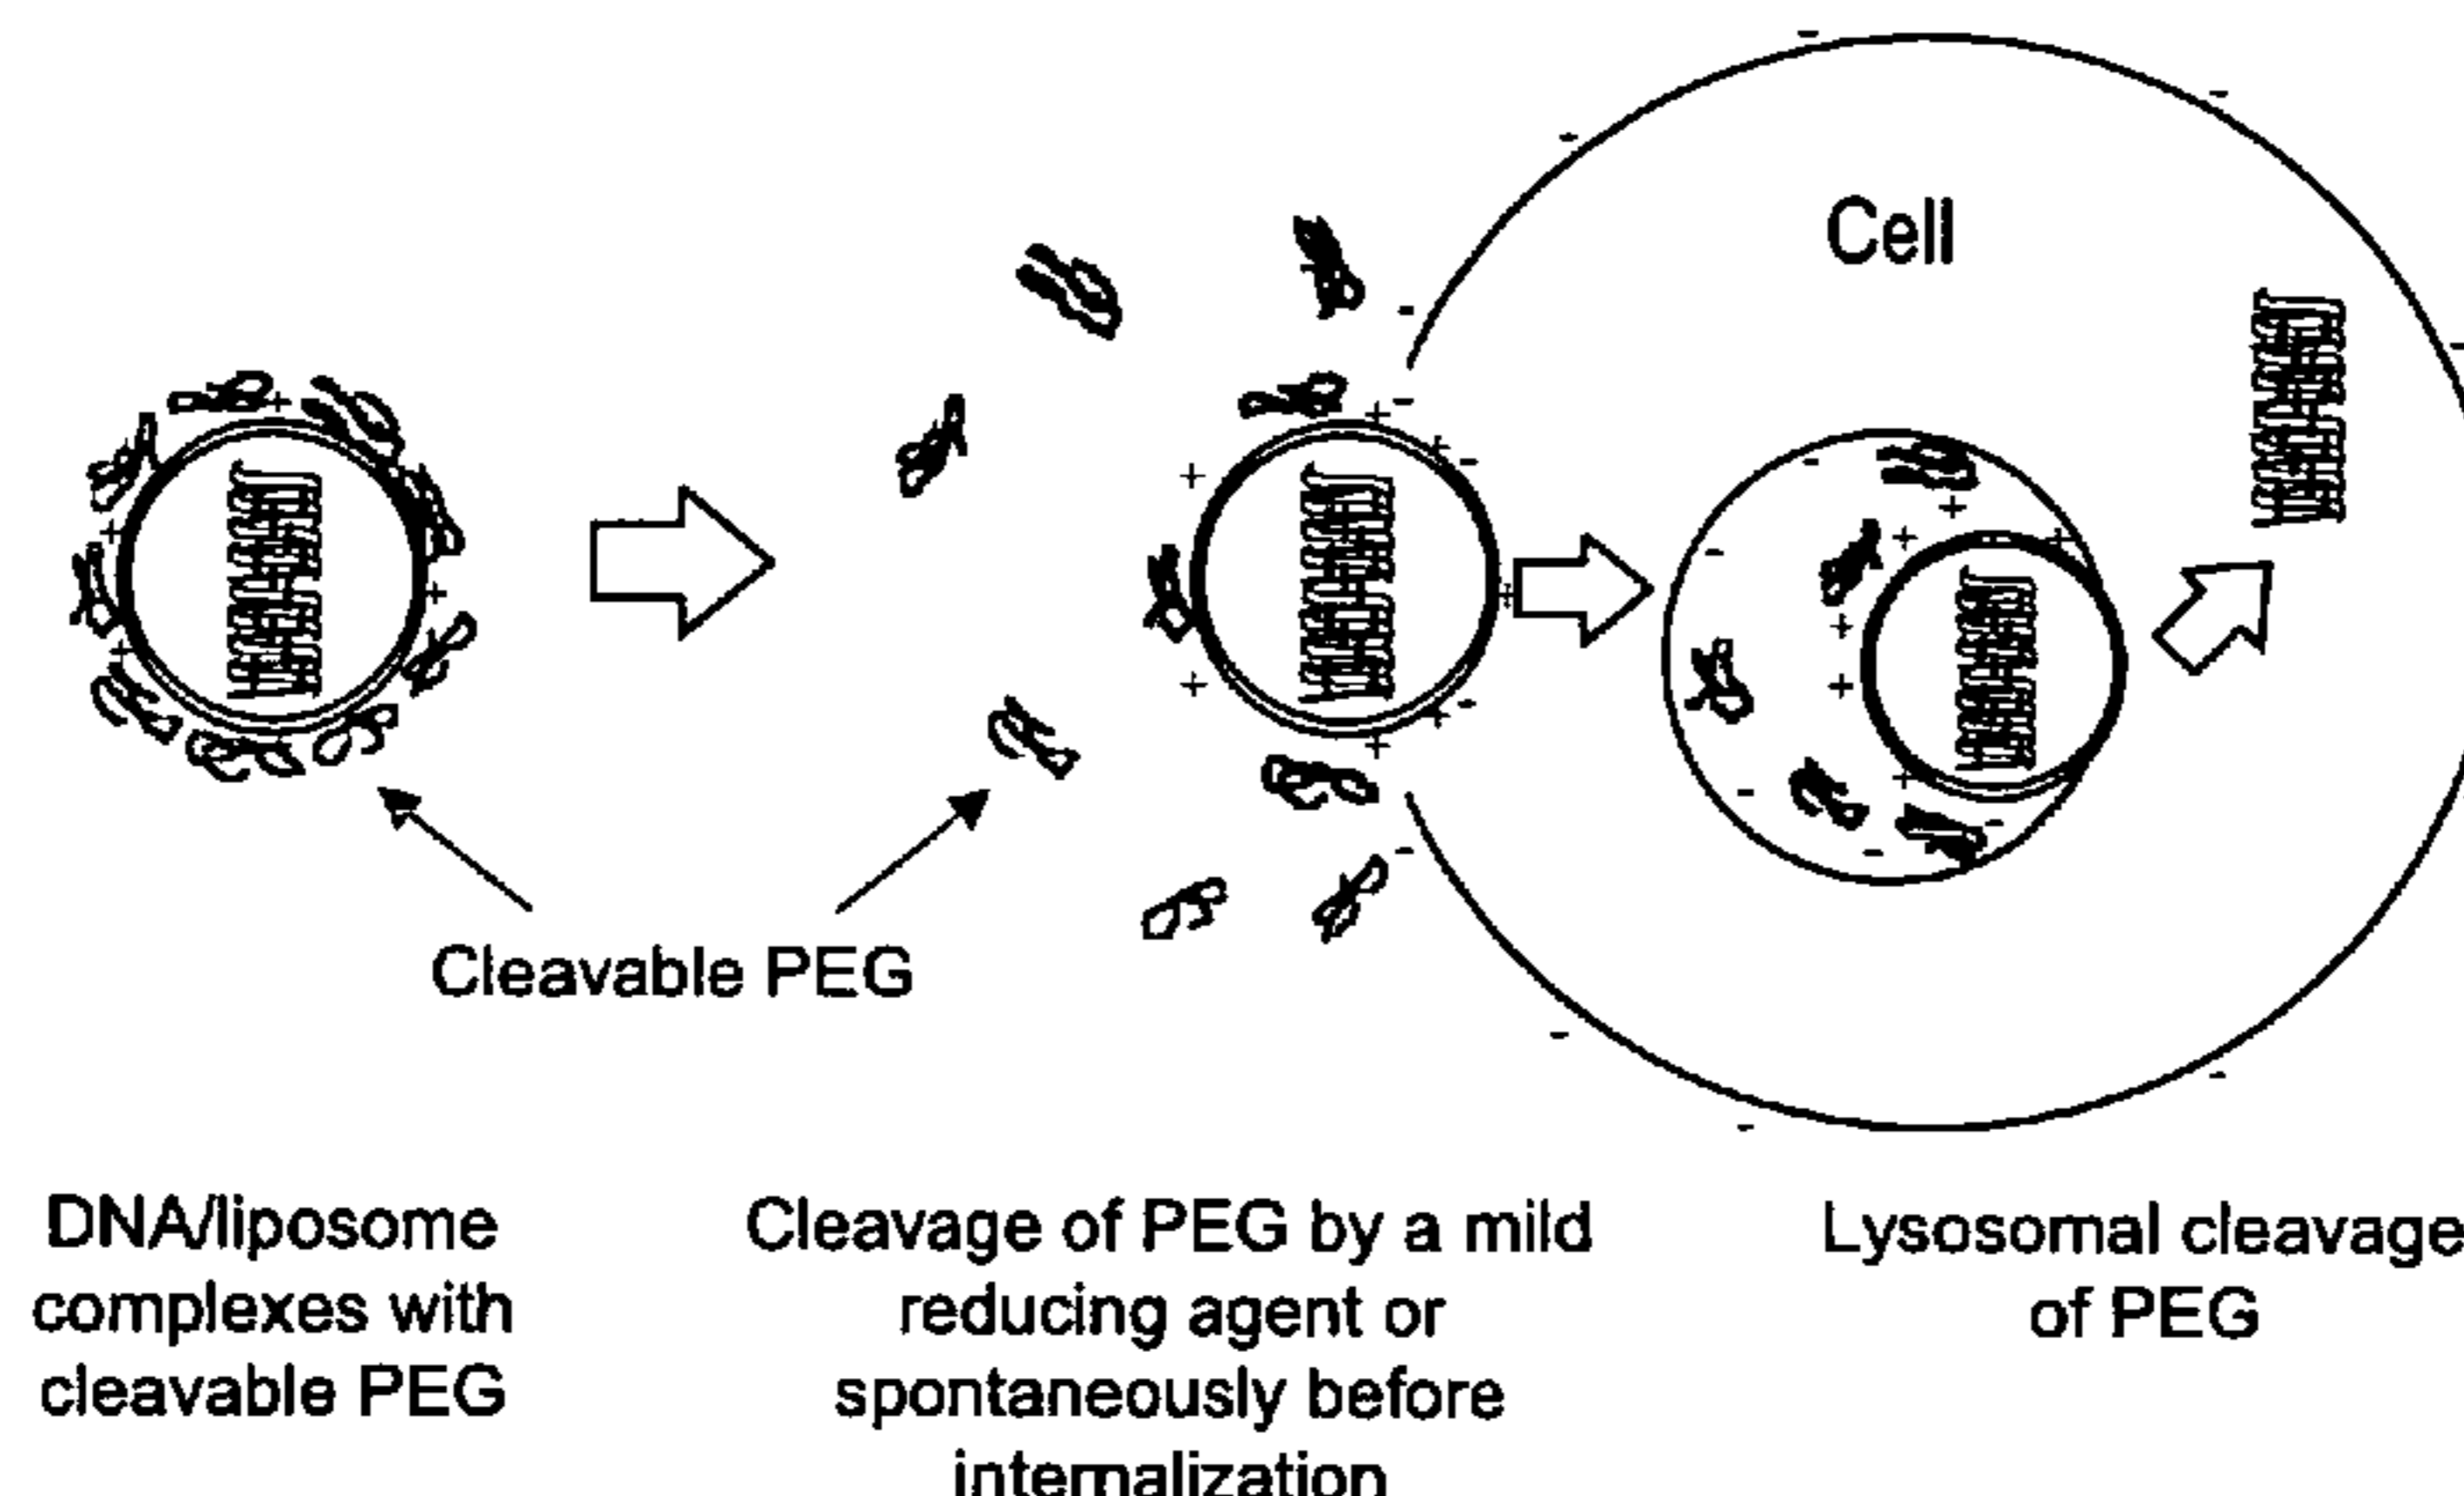 Cell
Cleavable PEG
DNA/liposome
complexes with
cleavable PEG
Cleavage of PEG by a mild
reducing agent or
spontaneously before
internalization
Lysosomal cleavage
of PEG